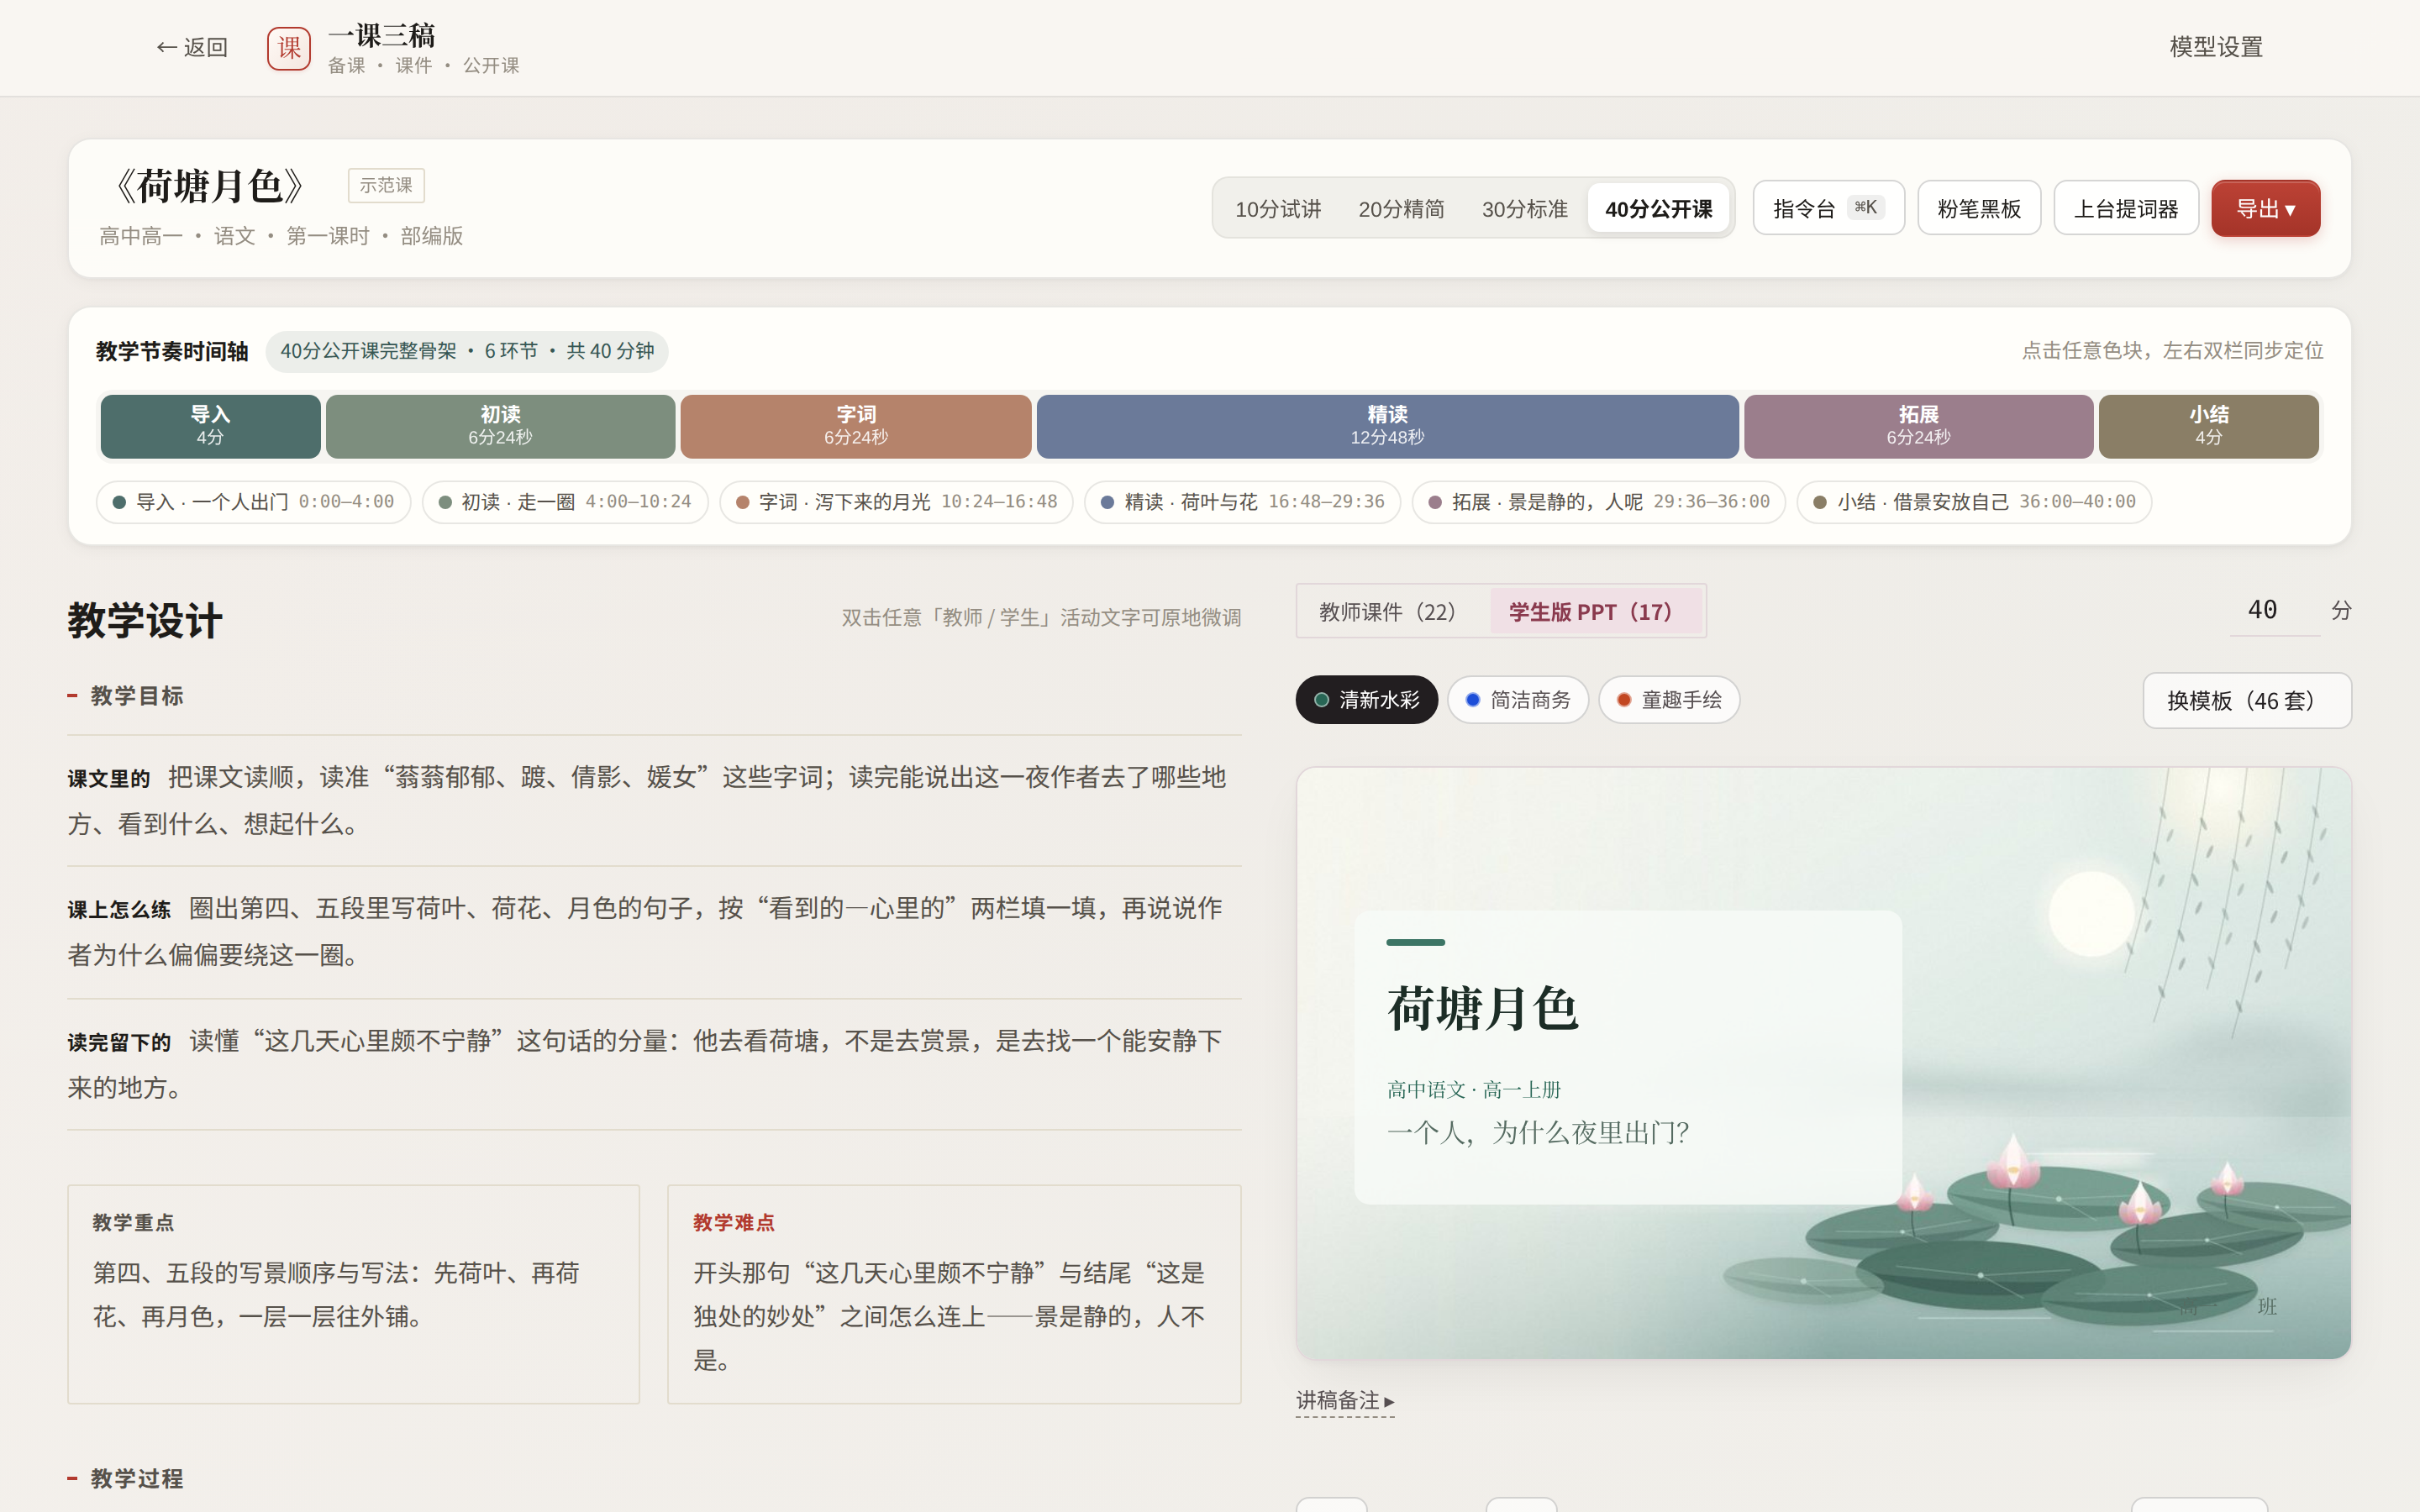 ← 返回
课
一课三稿
备课 · 课件 · 公开课
模型设置
《荷塘月色》
示范课
高中高一 · 语文 · 第一课时 · 部编版
10分试讲
20分精简
30分标准
40分公开课
指令台 ⌘K
粉笔黑板
上台提词器
导出 ▾
教学节奏时间轴
40分公开课完整骨架 · 6 环节 · 共 40 分钟
点击任意色块，左右双栏同步定位
导入
4分
初读
6分24秒
字词
6分24秒
精读
12分48秒
拓展
6分24秒
小结
4分
导入 · 一个人出门 0:00—4:00
初读 · 走一圈 4:00—10:24
字词 · 泻下来的月光 10:24—16:48
精读 · 荷叶与花 16:48—29:36
拓展 · 景是静的，人呢 29:36—36:00
小结 · 借景安放自己 36:00—40:00
教学设计
双击任意「教师 / 学生」活动文字可原地微调
教学目标
课文里的 把课文读顺，读准“蓊蓊郁郁、踱、倩影、媛女”这些字词；读完能说出这一夜作者去了哪些地
方、看到什么、想起什么。
课上怎么练 圈出第四、五段里写荷叶、荷花、月色的句子，按“看到的—心里的”两栏填一填，再说说作
者为什么偏偏要绕这一圈。
读完留下的 读懂“这几天心里颇不宁静”这句话的分量：他去看荷塘，不是去赏景，是去找一个能安静下
来的地方。
教学重点
第四、五段的写景顺序与写法：先荷叶、再荷
花、再月色，一层一层往外铺。
教学难点
开头那句“这几天心里颇不宁静”与结尾“这是
独处的妙处”之间怎么连上——景是静的，人不
是。
教学过程
教师课件（22）
学生版 PPT（17）
40 分
清新水彩
简洁商务
童趣手绘
换模板（46 套）
荷塘月色
高中语文 · 高一上册
一个人，为什么夜里出门？
高一 班
讲稿备注 ▸